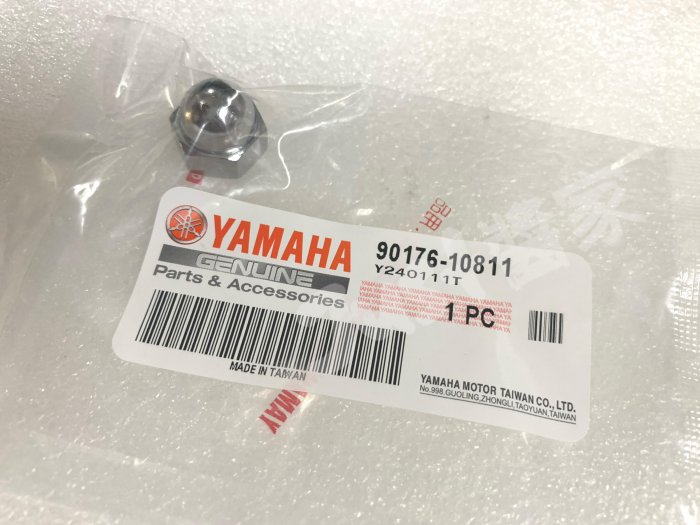 YAMAHA
GENUINE
Parts & Accessories
90176-10811
Y240111T
1 PC
MADE IN TAIWAN
YAMAHA MOTOR TAIWAN CO., LTD.
No.998,GUOLING,ZHONGLI,TAOYUAN,TAIWAN